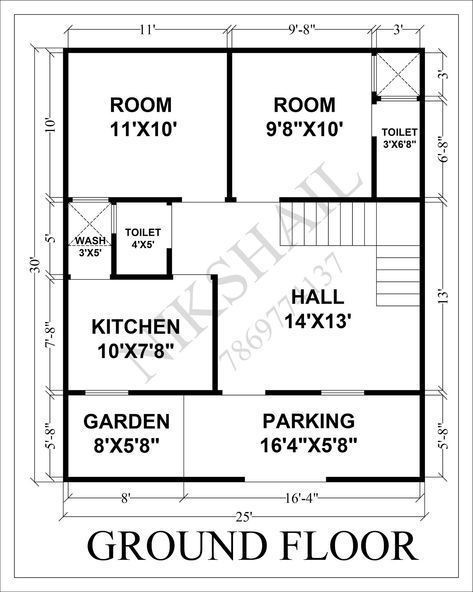 11'
9'-8"
3'
ROOM
11'X10'
ROOM
9'8"X10'
3'
10'
TOILET
3'X6'8"
6'-8"
WASH
3'X5'
TOILET
4'X5'
5'
30'
NIKSHAIL
7869771137
HALL
14'X13'
13'
KITCHEN
10'X7'8"
7'-8"
GARDEN
8'X5'8"
PARKING
16'4"X5'8"
5'-8"
5'-8"
8'
16'-4"
25'
GROUND FLOOR